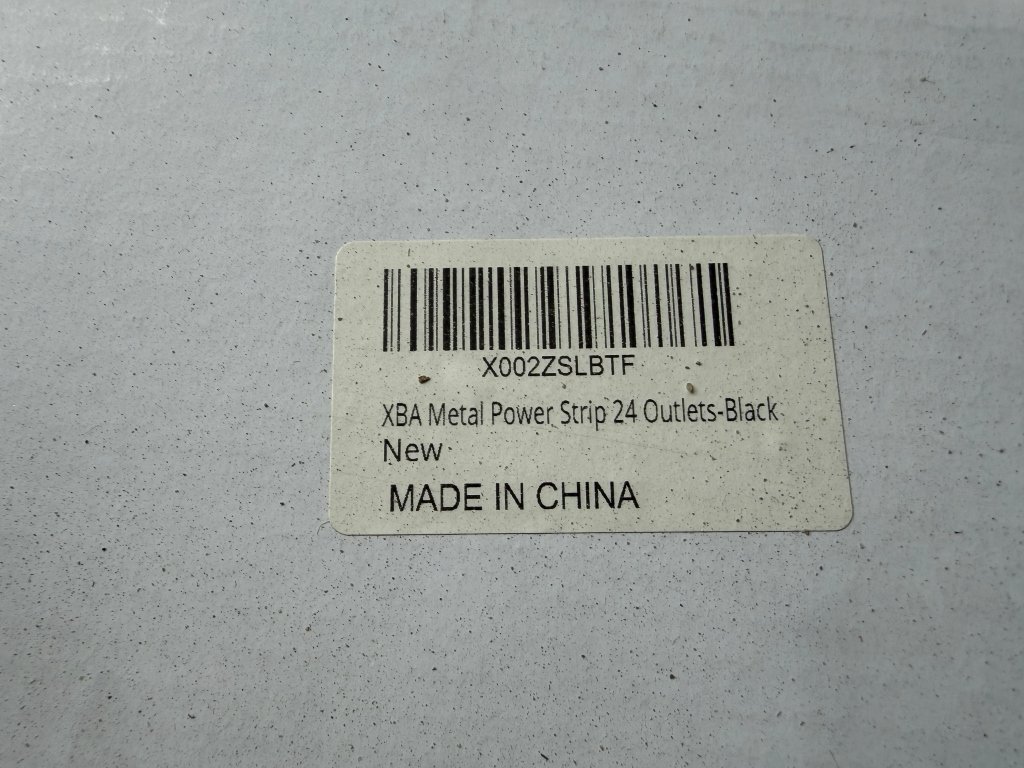 X002ZSLBTF
XBA Metal Power Strip 24 Outlets-Black
New
MADE IN CHINA